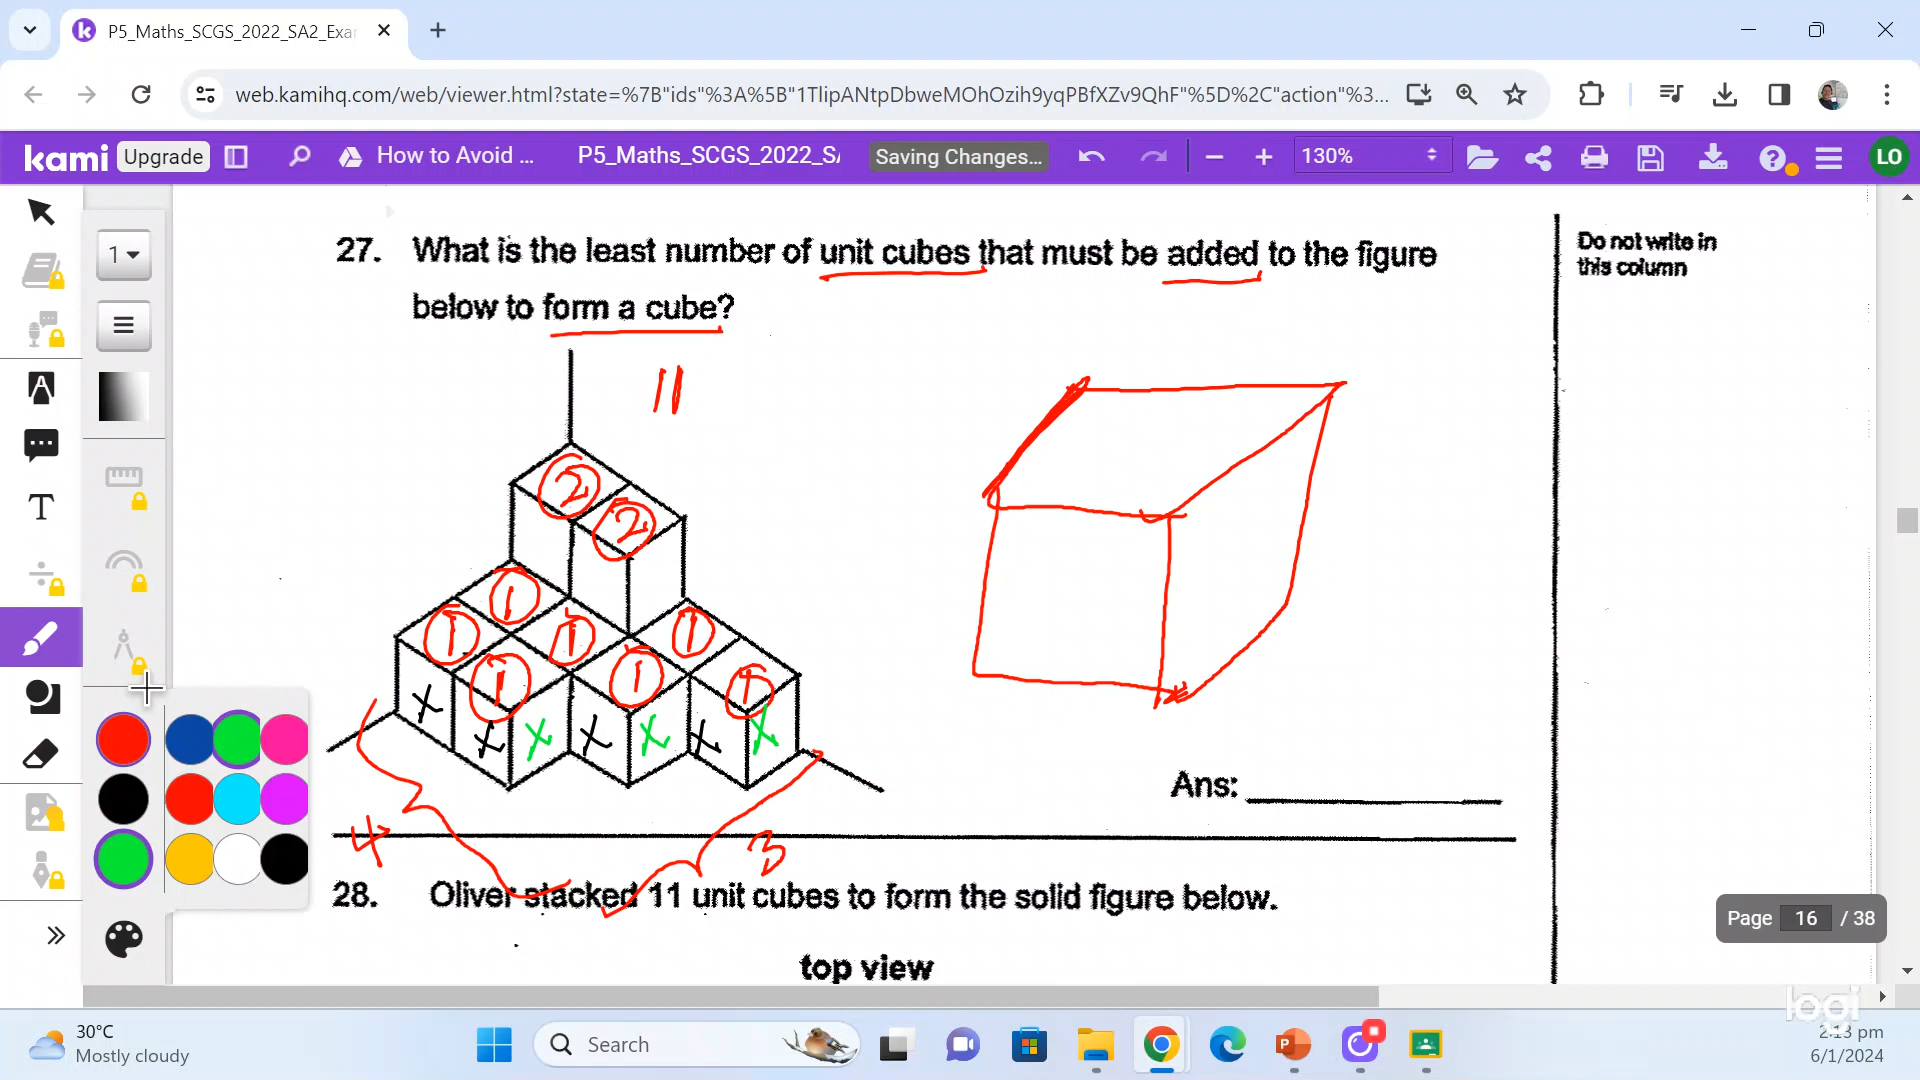 P5_Maths_SCGS_2022_SA2_Exa
web.kamihq.com/web/viewer.html?state=%7B"ids"%3A%5B"1TlipANtpDbweMOhOzih9yqPBfXZv9QhF"%5D%2C"action"%3...
kami Upgrade How to Avoid ... P5_Maths_SCGS_2022_SA Saving Changes... 130% LO
1
27. What is the least number of unit cubes that must be added to the figure
below to form a cube?
Do not write in
this column
11
2
2
1
1 1 1
1 1 1
X X X X X X X
Ans:
4 3
28. Oliver stacked 11 unit cubes to form the solid figure below.
Page 16 / 38
top view
logi
30°C
Mostly cloudy
Search
2:13 pm
6/1/2024